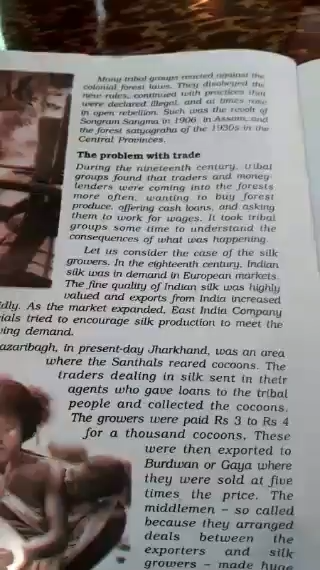 Many tribal groups reacted against the
colonial forest laws. They disobeyed the
new rules, continued with practices that
were declared illegal, and at times rose
in open rebellion. Such was the revolt of
Songram Sangma in 1906 in Assam, and
the forest satyagraha of the 1930s in the
Central Provinces.
The problem with trade
During the nineteenth century, tribal
groups found that traders and money-
lenders were coming into the forests
more often, wanting to buy forest
produce, offering cash loans, and asking
them to work for wages. It took tribal
groups some time to understand the
consequences of what was happening.
Let us consider the case of the silk
growers. In the eighteenth century, Indian
silk was in demand in European markets.
The fine quality of Indian silk was highly
valued and exports from India increased
idly. As the market expanded, East India Company
ials tried to encourage silk production to meet the
ing demand.
azaribagh, in present-day Jharkhand, was an area
where the Santhals reared cocoons. The
traders dealing in silk sent in their
agents who gave loans to the tribal
people and collected the cocoons.
The growers were paid Rs 3 to Rs 4
for a thousand cocoons. These
were then exported to
Burdwan or Gaya where
they were sold at five
times the price. The
middlemen – so called
because they arranged
deals between the
exporters and silk
growers – made huge